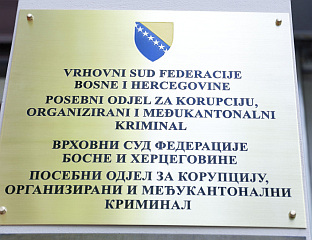 VRHOVNI SUD FEDERACIJE
BOSNE I HERCEGOVINE
POSEBNI ODJEL ZA KORUPCIJU,
ORGANIZIRANI I MEĐUKANTONALNI
KRIMINAL
ВРХОВНИ СУД ФЕДЕРАЦИЈЕ
БОСНЕ И ХЕРЦЕГОВИНЕ
ПОСЕБНИ ОДЈЕЛ ЗА КОРУПЦИЈУ,
ОРГАНИЗИРАНИ И МЕЂУКАНТОНАЛНИ
КРИМИНАЛ